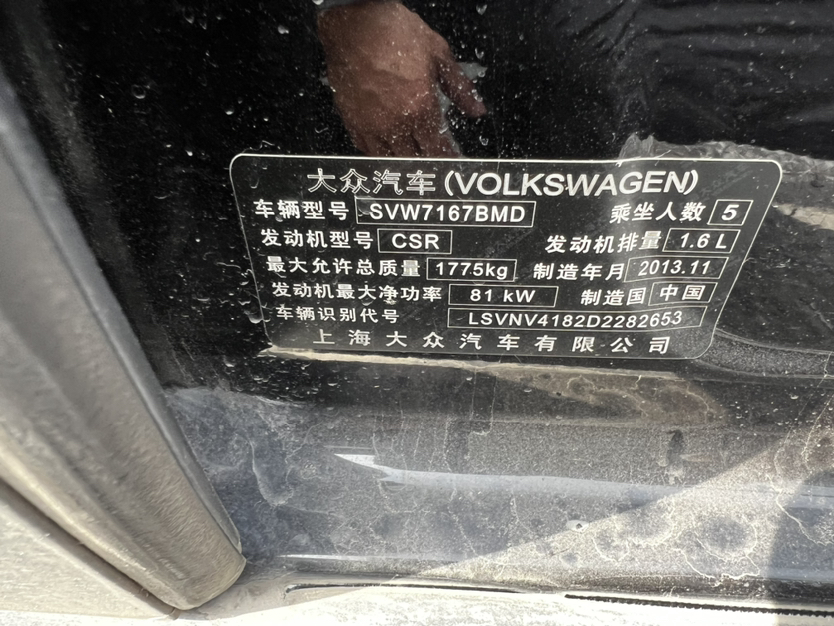 大众汽车(VOLKSWAGEN)
车辆型号 SVW7167BMD 乘坐人数 5
发动机型号 CSR 发动机排量 1.6 L
最大允许总质量 1775kg 制造年月 2013.11
发动机最大净功率 81 kW 制造国 中国
车辆识别代号 LSVNV4182D2282653
上海大众汽车有限公司